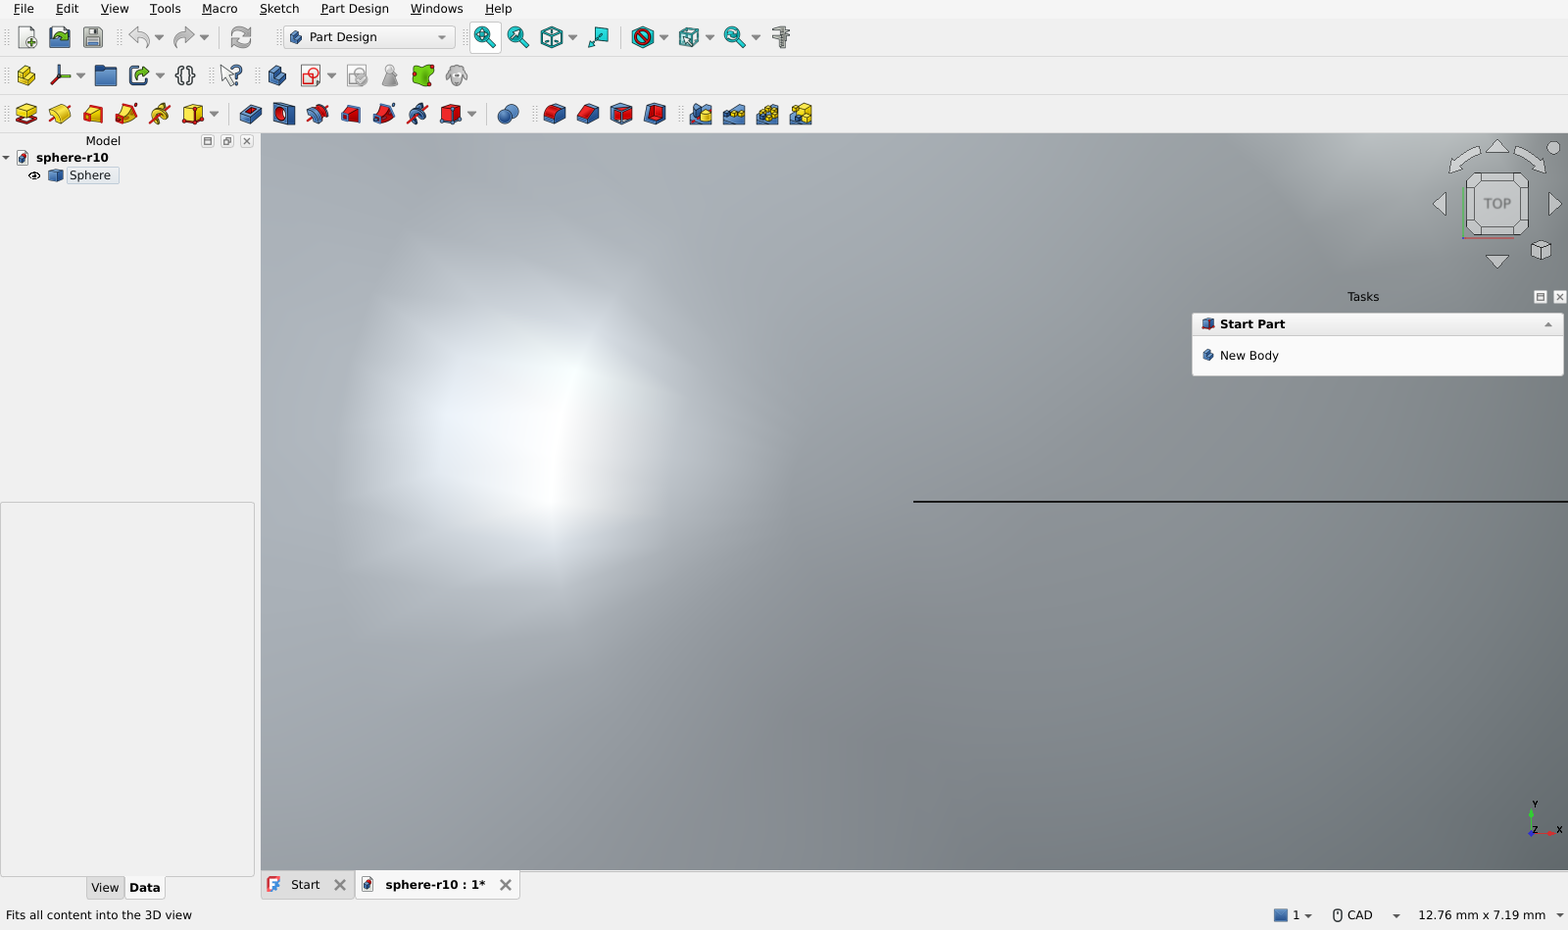 File Edit View Tools Macro Sketch Part Design Windows Help
Part Design
Model
sphere-r10
Sphere
TOP
Tasks
Start Part
New Body
Y
Z X
View Data
Start sphere-r10 : 1*
Fits all content into the 3D view 1 CAD 12.76 mm x 7.19 mm